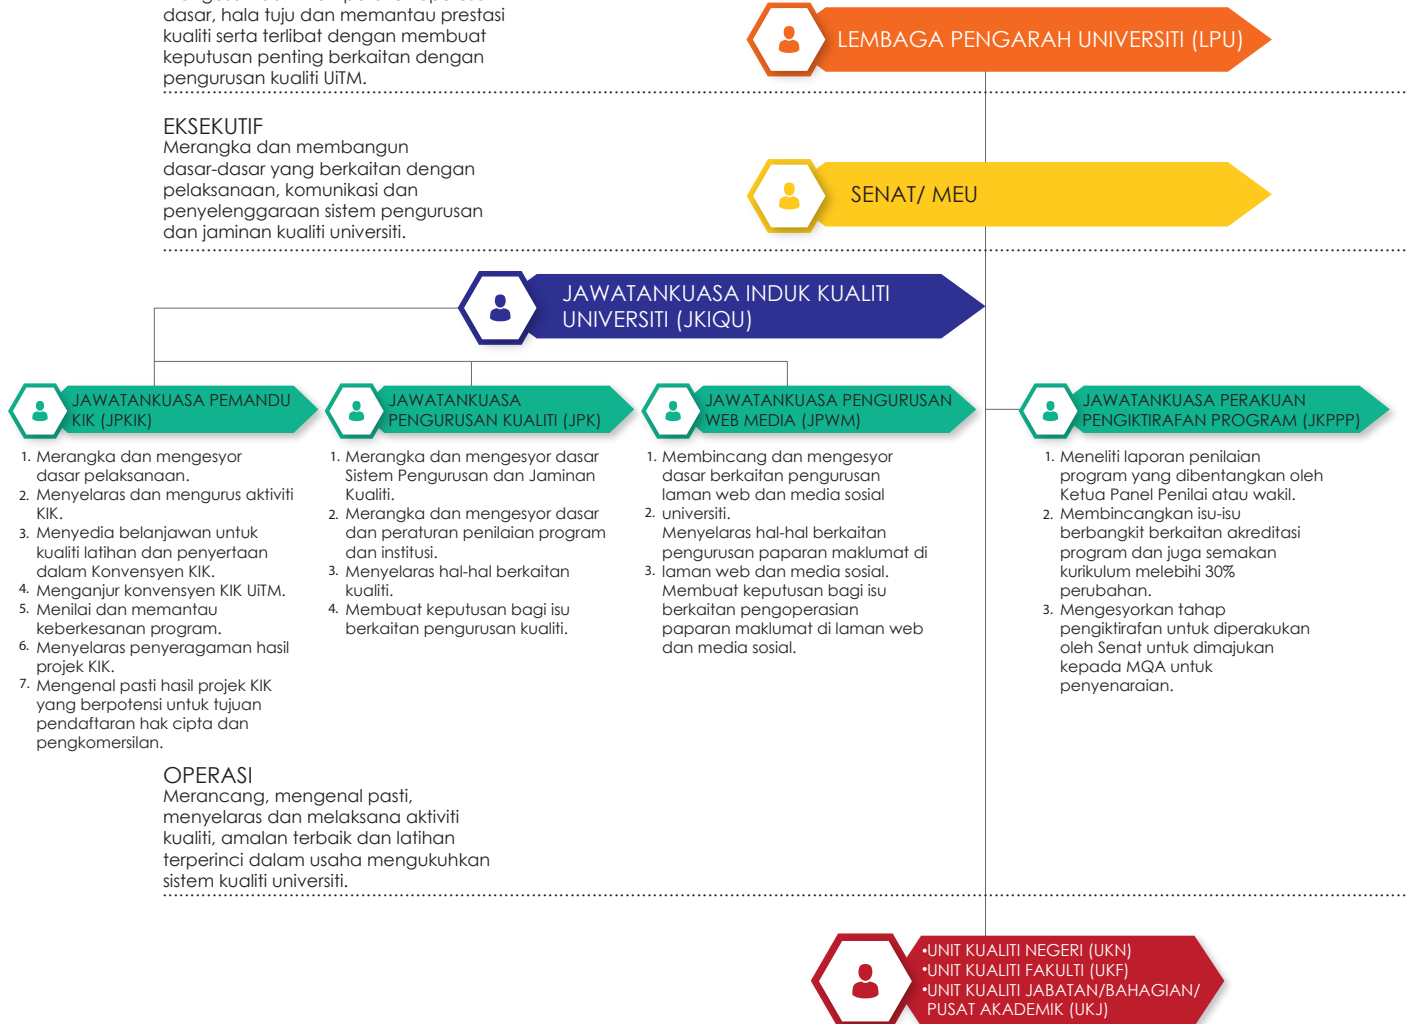 dasar, hala tuju dan memantau prestasi
kualiti serta terlibat dengan membuat
keputusan penting berkaitan dengan
pengurusan kualiti UiTM.
LEMBAGA PENGARAH UNIVERSITI (LPU)
EKSEKUTIF
Merangka dan membangun
dasar-dasar yang berkaitan dengan
pelaksanaan, komunikasi dan
penyelenggaraan sistem pengurusan
dan jaminan kualiti universiti.
SENAT/ MEU
JAWATANKUASA INDUK KUALITI
UNIVERSITI (JKIQU)
JAWATANKUASA PEMANDU
KIK (JPKIK)
1. Merangka dan mengesyor
dasar pelaksanaan.
2. Menyelaras dan mengurus aktiviti
KIK.
3. Menyedia belanjawan untuk
kualiti latihan dan penyertaan
dalam Konvensyen KIK.
4. Menganjur konvensyen KIK UiTM.
5. Menilai dan memantau
keberkesanan program.
6. Menyelaras penyeragaman hasil
projek KIK.
7. Mengenal pasti hasil projek KIK
yang berpotensi untuk tujuan
pendaftaran hak cipta dan
pengkomersilan.
JAWATANKUASA
PENGURUSAN KUALITI (JPK)
1. Merangka dan mengesyor dasar
Sistem Pengurusan dan Jaminan
Kualiti.
2. Merangka dan mengesyor dasar
dan peraturan penilaian program
dan institusi.
3. Menyelaras hal-hal berkaitan
kualiti.
4. Membuat keputusan bagi isu
berkaitan pengurusan kualiti.
JAWATANKUASA PENGURUSAN
WEB MEDIA (JPWM)
1. Membincang dan mengesyor
dasar berkaitan pengurusan
laman web dan media sosial
2. universiti.
Menyelaras hal-hal berkaitan
pengurusan paparan maklumat di
3. laman web dan media sosial.
Membuat keputusan bagi isu
berkaitan pengoperasian
paparan maklumat di laman web
dan media sosial.
JAWATANKUASA PERAKUAN
PENGIKTIRAFAN PROGRAM (JKPPP)
1. Meneliti laporan penilaian
program yang dibentangkan oleh
Ketua Panel Penilai atau wakil.
2. Membincangkan isu-isu
berbangkit berkaitan akreditasi
program dan juga semakan
kurikulum melebihi 30%
perubahan.
3. Mengesyorkan tahap
pengiktirafan untuk diperakukan
oleh Senat untuk dimajukan
kepada MQA untuk
penyenaraian.
OPERASI
Merancang, mengenal pasti,
menyelaras dan melaksana aktiviti
kualiti, amalan terbaik dan latihan
terperinci dalam usaha mengukuhkan
sistem kualiti universiti.
•UNIT KUALITI NEGERI (UKN)
•UNIT KUALITI FAKULTI (UKF)
•UNIT KUALITI JABATAN/BAHAGIAN/
PUSAT AKADEMIK (UKJ)